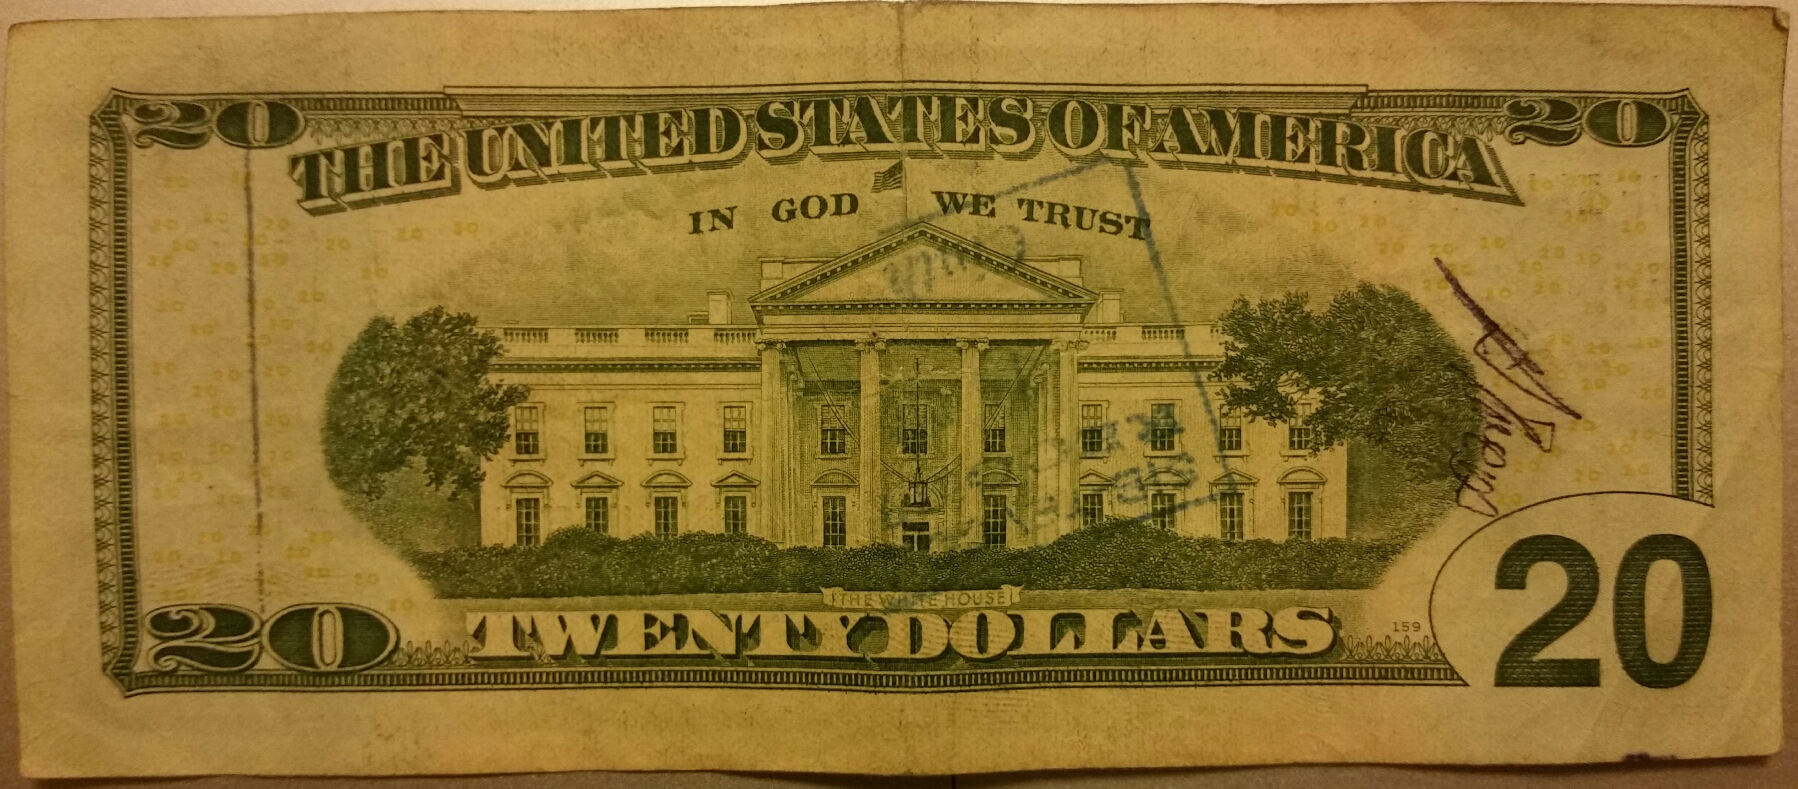 20 20
THE UNITED STATES OF AMERICA
IN GOD WE TRUST
THE WHITE HOUSE
20 TWENTY DOLLARS 159 20